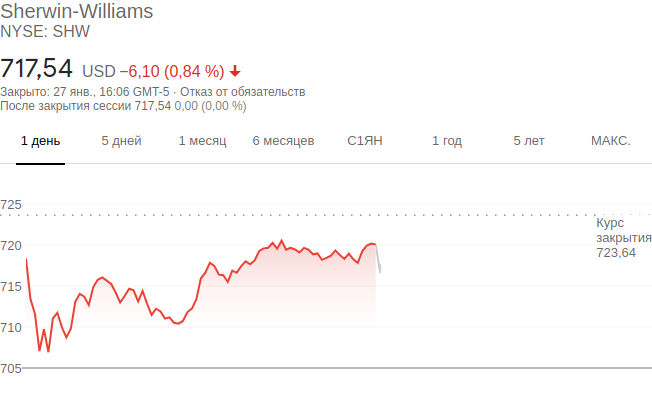 Sherwin-Williams
NYSE: SHW
717,54 USD −6,10 (0,84 %)
Закрыто: 27 янв., 16:06 GMT-5 · Отказ от обязательств
После закрытия сессии 717,54 0,00 (0,00 %)
1 день 5 дней 1 месяц 6 месяцев С1ЯН 1 год 5 лет МАКС.
725
Курс
закрытия
723,64
720
715
710
705